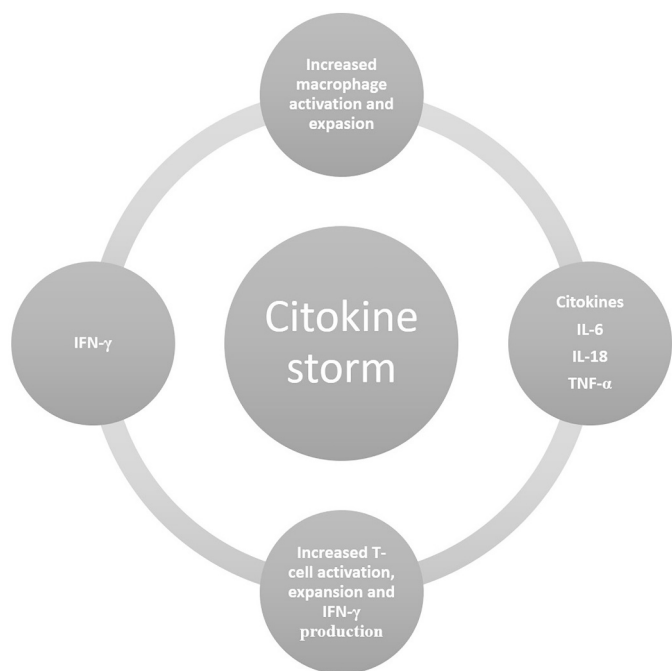 Increased
macrophage
activation and
expasion
IFN-γ
Citokine
storm
Citokines
IL-6
IL-18
TNF-α
Increased T-
cell activation,
expansion and
IFN-γ
production